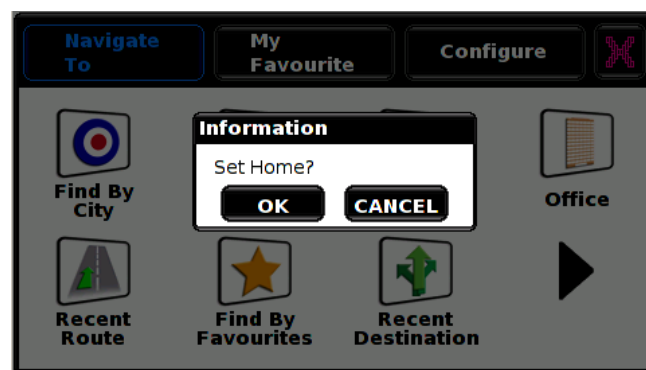 Navigate
To
My
Favourite
Configure
Information
Set Home?
OK
CANCEL
Find By
City
Office
Recent
Route
Find By
Favourites
Recent
Destination